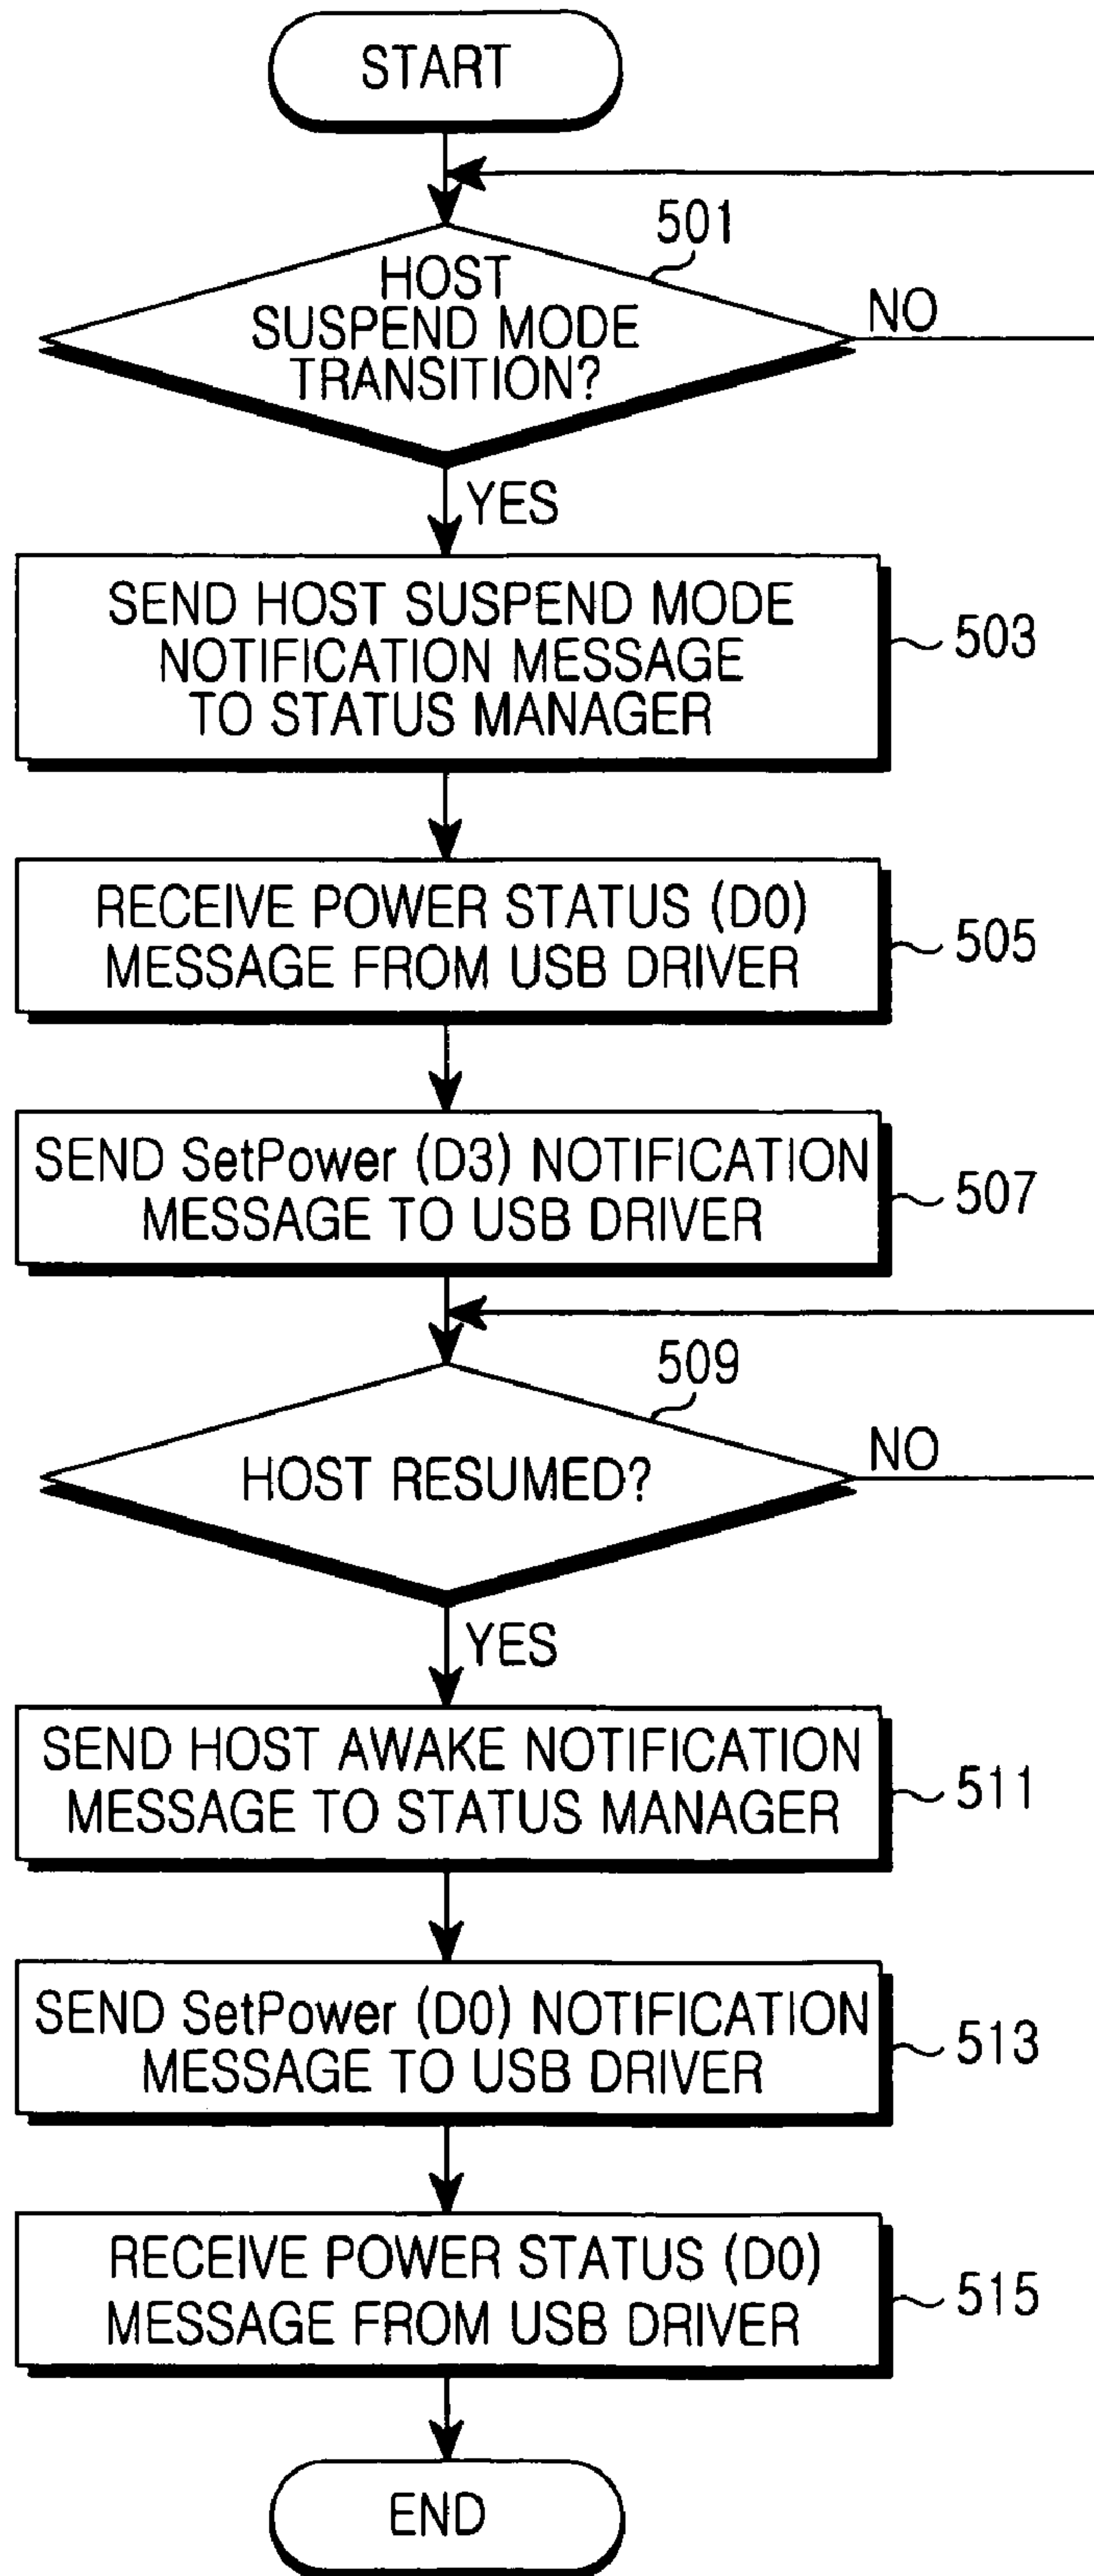 START
501
HOST
SUSPEND MODE
TRANSITION?
NO
YES
SEND HOST SUSPEND MODE
NOTIFICATION MESSAGE
TO STATUS MANAGER
503
RECEIVE POWER STATUS (D0)
MESSAGE FROM USB DRIVER
505
SEND SetPower (D3) NOTIFICATION
MESSAGE TO USB DRIVER
507
509
HOST RESUMED?
NO
YES
SEND HOST AWAKE NOTIFICATION
MESSAGE TO STATUS MANAGER
511
SEND SetPower (D0) NOTIFICATION
MESSAGE TO USB DRIVER
513
RECEIVE POWER STATUS (D0)
MESSAGE FROM USB DRIVER
515
END